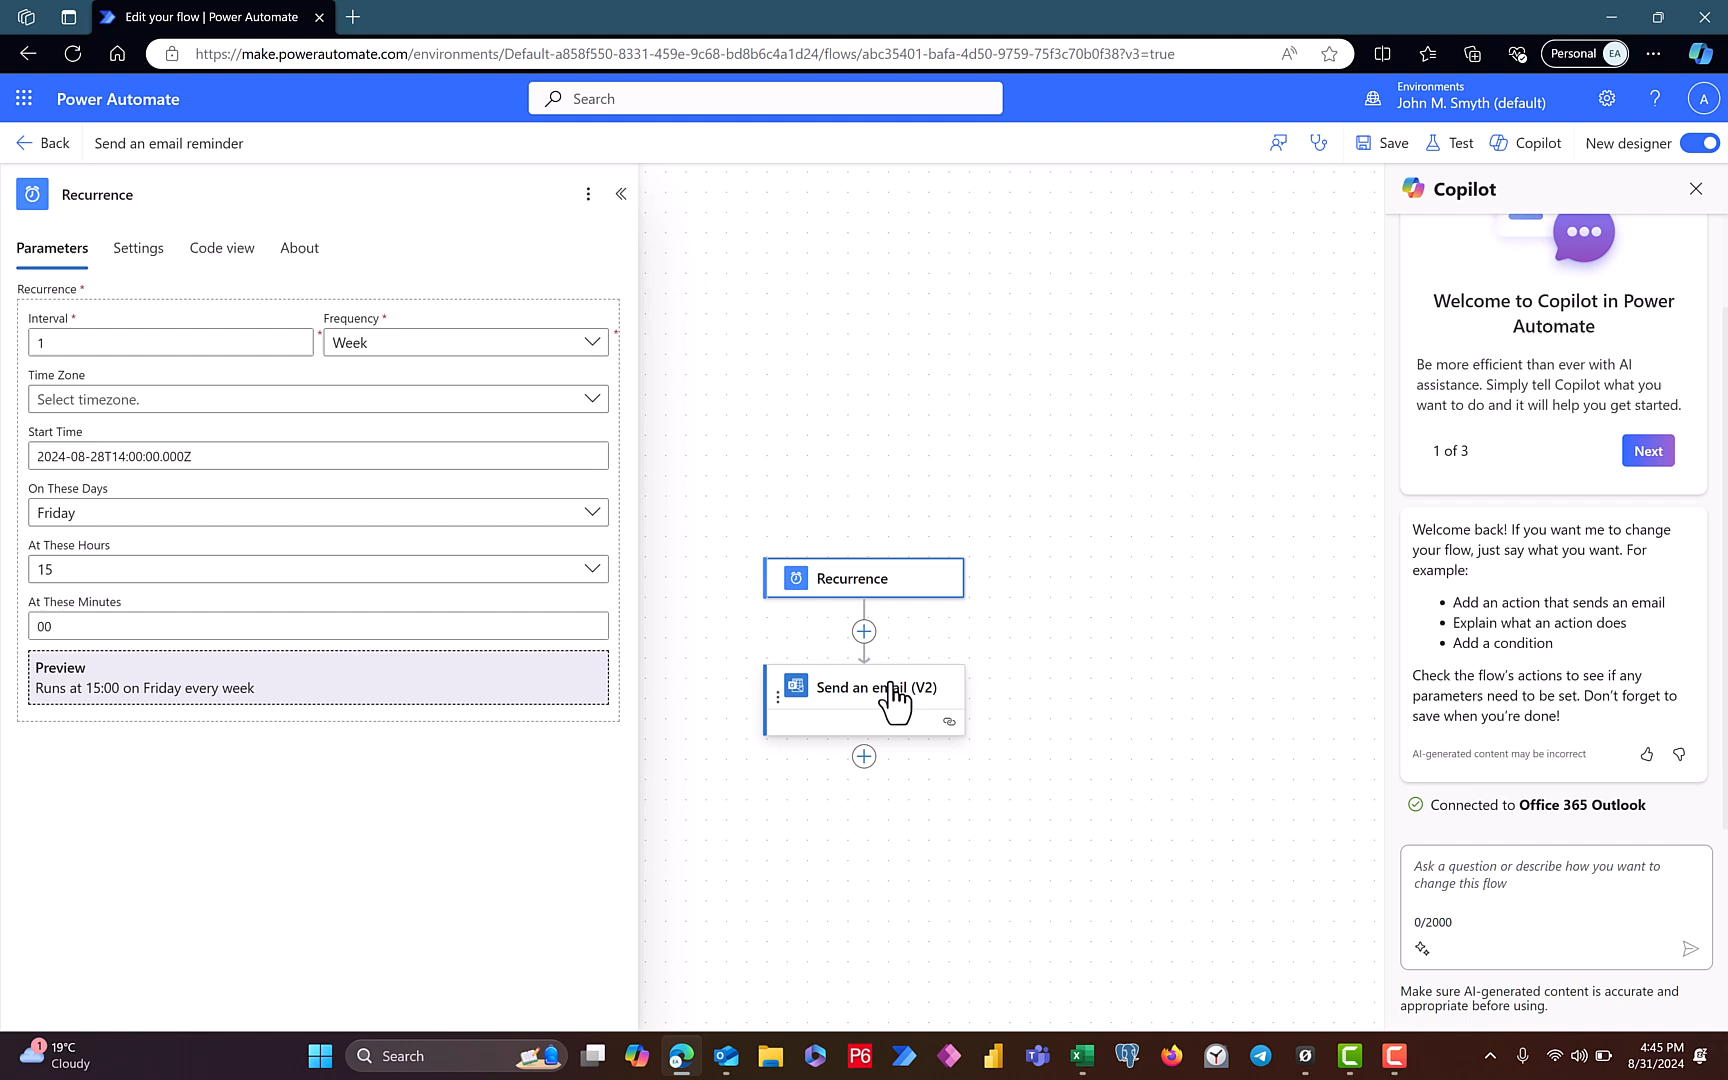 Edit your flow | Power Automate
https://make.powerautomate.com/environments/Default-a858f550-8331-459e-9c68-bd8b6c4a1d24/flows/abc35401-bafa-4d50-9759-75f3c70b0f38?v3=true
Personal EA
Power Automate
Search
Environments
John M. Smyth (default)
A
Back
Send an email reminder
Save
Test
Copilot
New designer
Recurrence
Parameters
Settings
Code view
About
Recurrence *
Interval *
Frequency *
1
*
Week
*
Time Zone
Select timezone.
Start Time
2024-08-28T14:00:00.000Z
On These Days
Friday
At These Hours
15
At These Minutes
00
Preview
Runs at 15:00 on Friday every week
Recurrence
Send an email (V2)
Copilot
Welcome to Copilot in Power
Automate
Be more efficient than ever with AI
assistance. Simply tell Copilot what you
want to do and it will help you get started.
1 of 3
Next
Welcome back! If you want me to change
your flow, just say what you want. For
example:
• Add an action that sends an email
• Explain what an action does
• Add a condition
Check the flow's actions to see if any
parameters need to be set. Don't forget to
save when you're done!
AI-generated content may be incorrect
Connected to Office 365 Outlook
Ask a question or describe how you want to
change this flow
0/2000
Make sure AI-generated content is accurate and
appropriate before using.
1
19°C
Cloudy
Search
P6
4:45 PM
8/31/2024